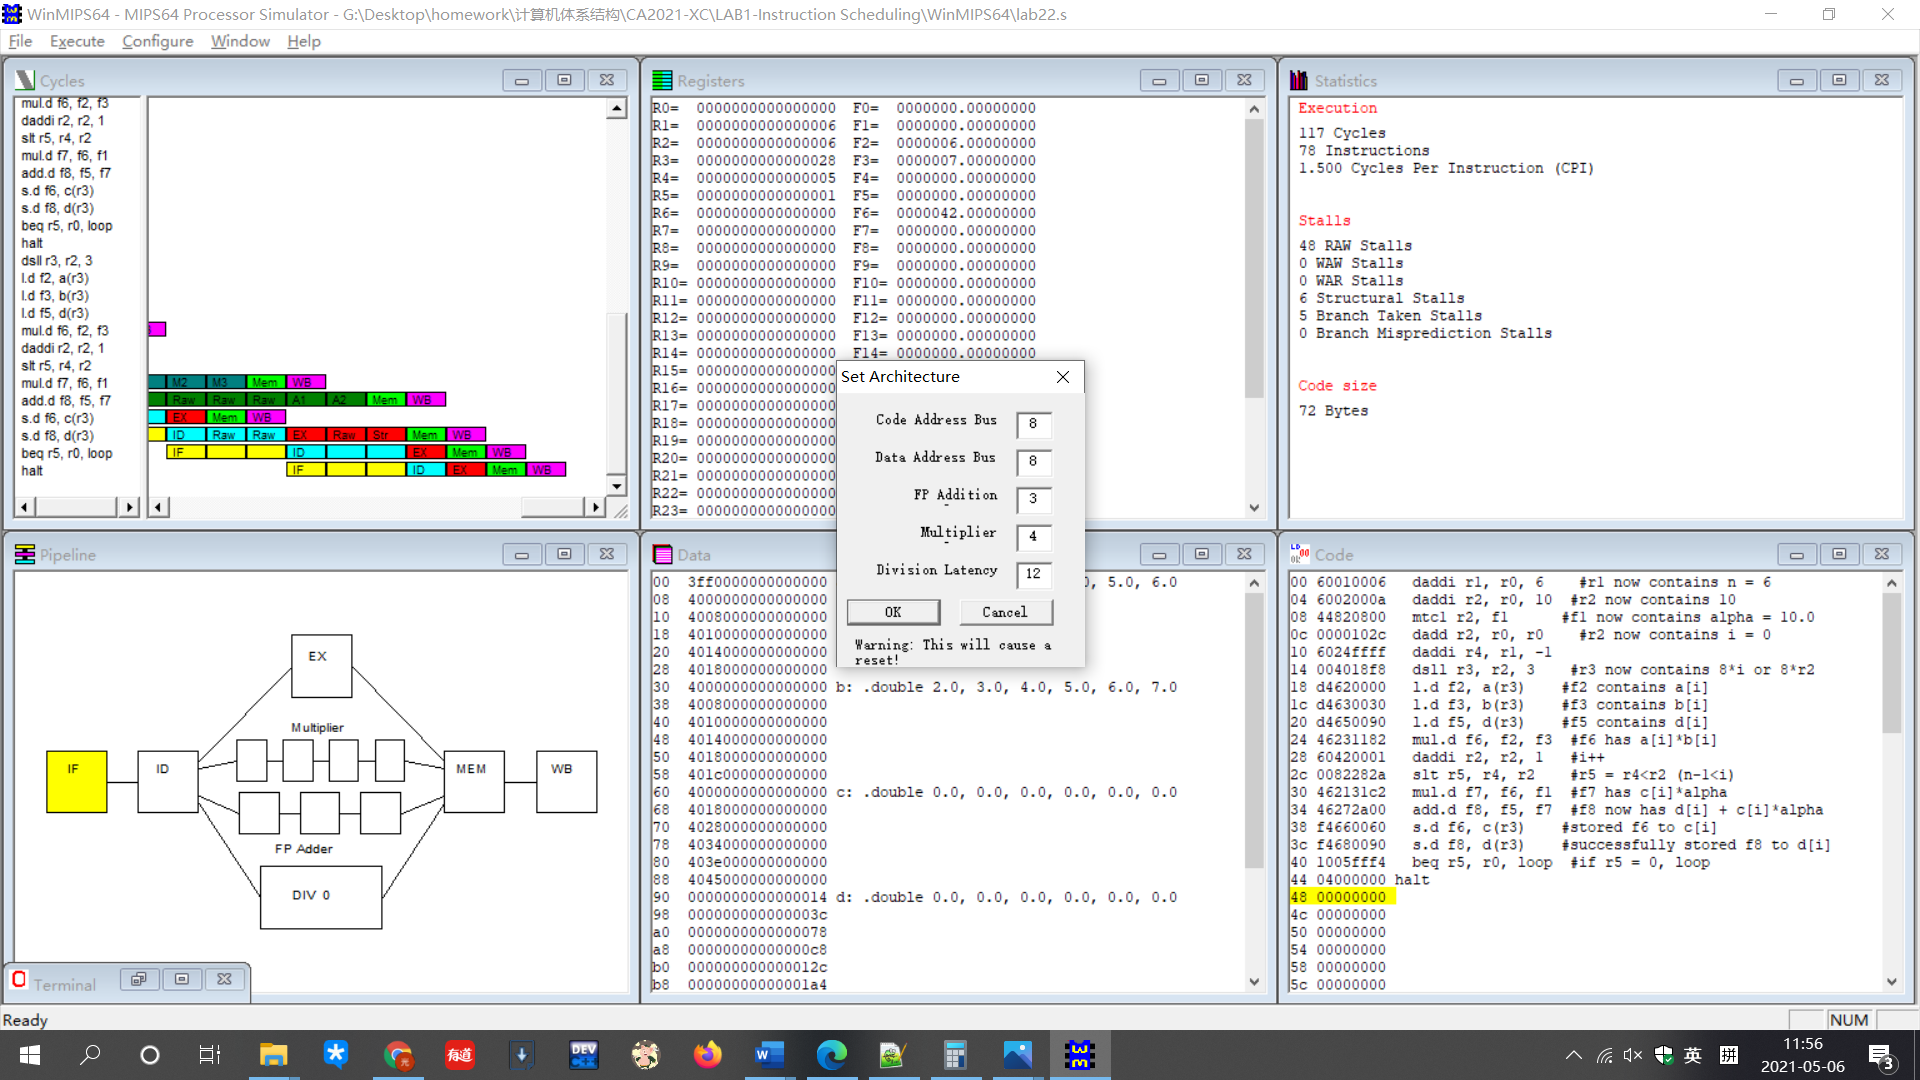 WinMIPS64 - MIPS64 Processor Simulator - G:\Desktop\homework\计算机体系结构\CA2021-XC\LAB1-Instruction Scheduling\WinMIPS64\lab22.s
File Execute Configure Window Help
Cycles
mul.d f6, f2, f3
daddi r2, r2, 1
slt r5, r4, r2
mul.d f7, f6, f1
add.d f8, f5, f7
s.d f6, c(r3)
s.d f8, d(r3)
beq r5, r0, loop
halt
dsll r3, r2, 3
l.d f2, a(r3)
l.d f3, b(r3)
l.d f5, d(r3)
mul.d f6, f2, f3
daddi r2, r2, 1
slt r5, r4, r2
mul.d f7, f6, f1
add.d f8, f5, f7
s.d f6, c(r3)
s.d f8, d(r3)
beq r5, r0, loop
halt
M2 M3 Mem WB
Raw Raw Raw A1 A2 Mem WB
EX Mem WB
ID Raw Raw EX Raw Str Mem WB
IF ID EX Mem WB
IF ID EX Mem WB
Registers
R0= 0000000000000000 F0= 0000000.00000000
R1= 0000000000000006 F1= 0000000.00000000
R2= 0000000000000006 F2= 0000006.00000000
R3= 0000000000000028 F3= 0000007.00000000
R4= 0000000000000005 F4= 0000000.00000000
R5= 0000000000000001 F5= 0000000.00000000
R6= 0000000000000000 F6= 0000042.00000000
R7= 0000000000000000 F7= 0000000.00000000
R8= 0000000000000000 F8= 0000000.00000000
R9= 0000000000000000 F9= 0000000.00000000
R10= 0000000000000000 F10= 0000000.00000000
R11= 0000000000000000 F11= 0000000.00000000
R12= 0000000000000000 F12= 0000000.00000000
R13= 0000000000000000 F13= 0000000.00000000
R14= 0000000000000000 F14= 0000000.00000000
R15= 0000000000000000
R16= 0000000000000000
R17= 0000000000000000
R18= 0000000000000000
R19= 0000000000000000
R20= 0000000000000000
R21= 0000000000000000
R22= 0000000000000000
R23= 0000000000000000
Statistics
Execution
117 Cycles
78 Instructions
1.500 Cycles Per Instruction (CPI)
Stalls
48 RAW Stalls
0 WAW Stalls
0 WAR Stalls
6 Structural Stalls
5 Branch Taken Stalls
0 Branch Misprediction Stalls
Code size
72 Bytes
Set Architecture
Code Address Bus 8
Data Address Bus 8
FP Addition 3
Multiplier 4
Division Latency 12
OK Cancel
Warning: This will cause a
reset!
Pipeline
EX
Multiplier
IF ID MEM WB
FP Adder
DIV 0
Terminal
Data
00 3ff0000000000000 , 5.0, 6.0
08 4000000000000000
10 4008000000000000
18 4010000000000000
20 4014000000000000
28 4018000000000000
30 4000000000000000 b: .double 2.0, 3.0, 4.0, 5.0, 6.0, 7.0
38 4008000000000000
40 4010000000000000
48 4014000000000000
50 4018000000000000
58 401c000000000000
60 4000000000000000 c: .double 0.0, 0.0, 0.0, 0.0, 0.0, 0.0
68 4018000000000000
70 4028000000000000
78 4034000000000000
80 403e000000000000
88 4045000000000000
90 0000000000000014 d: .double 0.0, 0.0, 0.0, 0.0, 0.0, 0.0
98 000000000000003c
a0 0000000000000078
a8 00000000000000c8
b0 000000000000012c
b8 00000000000001a4
Code
00 60010006 daddi r1, r0, 6 #r1 now contains n = 6
04 6002000a daddi r2, r0, 10 #r2 now contains 10
08 44820800 mtc1 r2, f1 #f1 now contains alpha = 10.0
0c 0000102c dadd r2, r0, r0 #r2 now contains i = 0
10 6024ffff daddi r4, r1, -1
14 004018f8 dsll r3, r2, 3 #r3 now contains 8*i or 8*r2
18 d4620000 l.d f2, a(r3) #f2 contains a[i]
1c d4630030 l.d f3, b(r3) #f3 contains b[i]
20 d4650090 l.d f5, d(r3) #f5 contains d[i]
24 46231182 mul.d f6, f2, f3 #f6 has a[i]*b[i]
28 60420001 daddi r2, r2, 1 #i++
2c 0082282a slt r5, r4, r2 #r5 = r4<r2 (n-1<i)
30 462131c2 mul.d f7, f6, f1 #f7 has c[i]*alpha
34 46272a00 add.d f8, f5, f7 #f8 now has d[i] + c[i]*alpha
38 f4660060 s.d f6, c(r3) #stored f6 to c[i]
3c f4680090 s.d f8, d(r3) #successfully stored f8 to d[i]
40 1005fff4 beq r5, r0, loop #if r5 = 0, loop
44 04000000 halt
48 00000000
4c 00000000
50 00000000
54 00000000
58 00000000
5c 00000000
Ready
NUM
有道
DEV C++
英
拼
11:56
2021-05-06
3